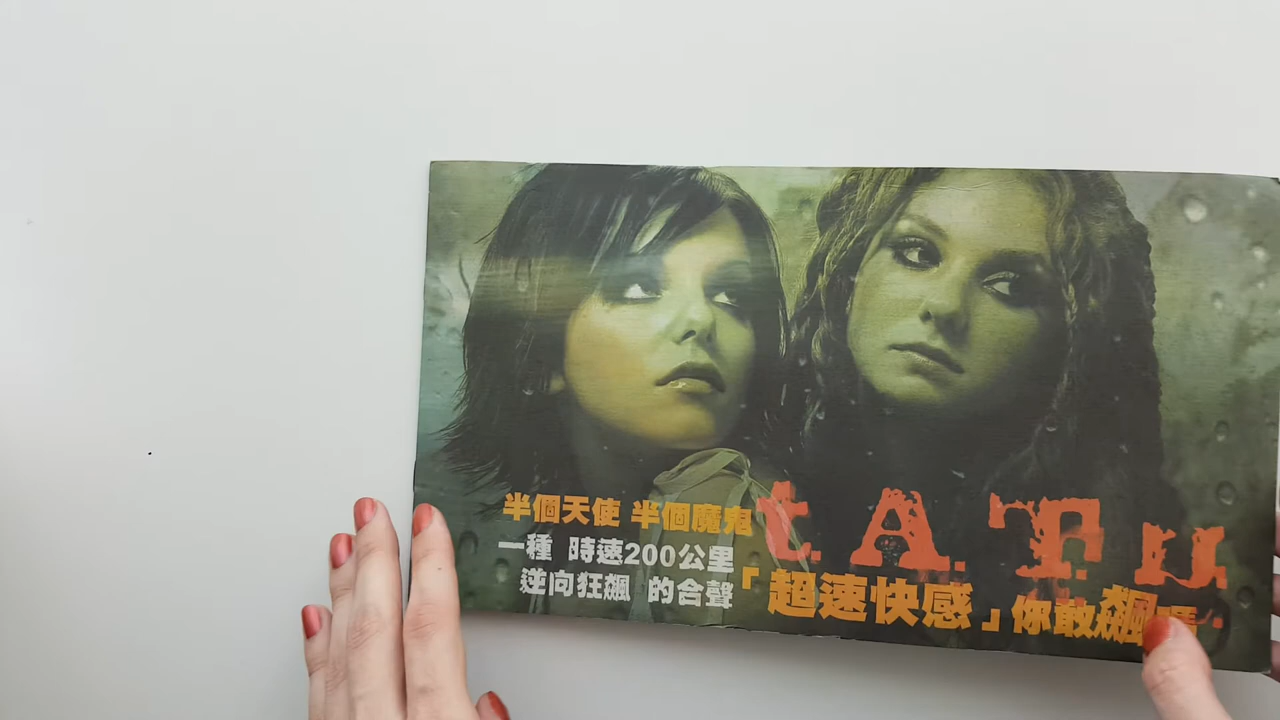 半個天使 半個魔鬼
一種 時速200公里
逆向狂飆 的合聲
t.A.T.u.
「超速快感」你敢飆嗎